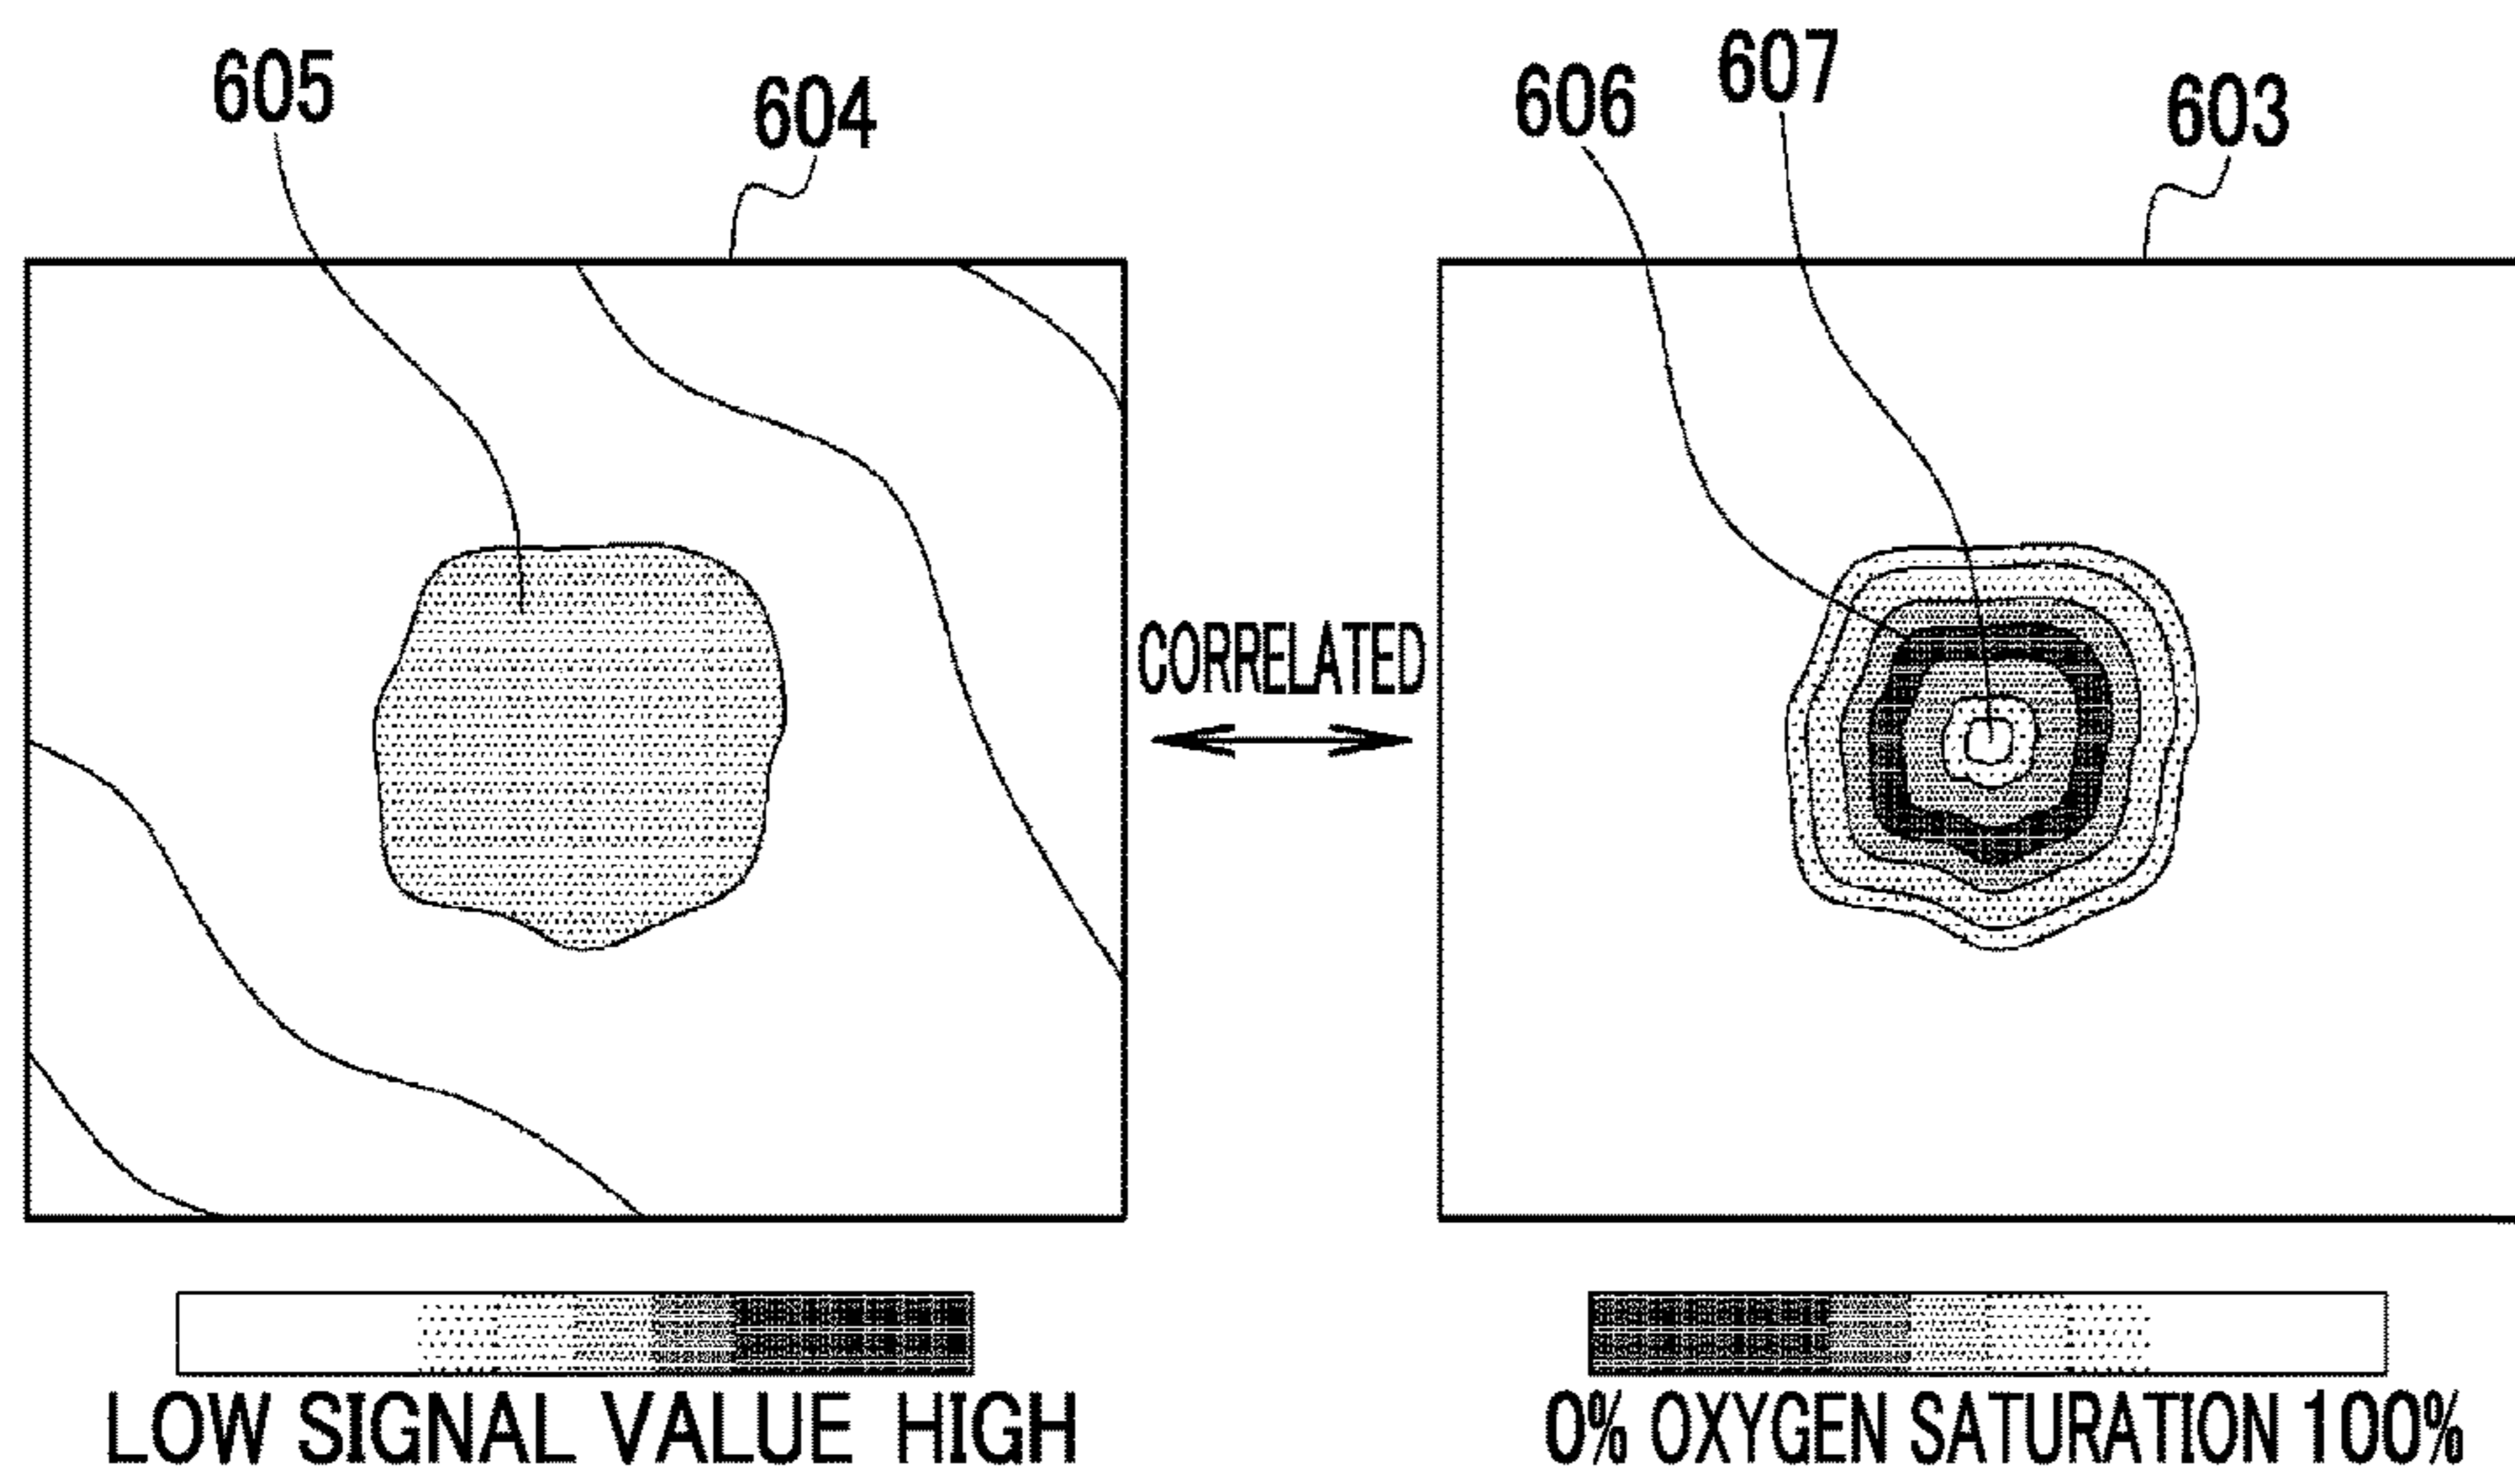 605
604
606
607
603
CORRELATED
LOW SIGNAL VALUE HIGH
0% OXYGEN SATURATION 100%